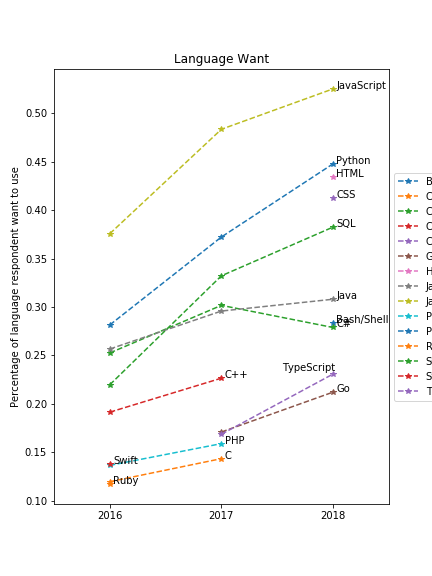 Language Want
Percentage of language respondent want to use
0.50
0.45
0.40
0.35
0.30
0.25
0.20
0.15
0.10
2016
2017
2018
JavaScript
Python
HTML
CSS
SQL
Java
Bash/Shell
C#
TypeScript
Go
C++
PHP
C
Swift
Ruby
B
C
C
C
C
G
H
Ja
Ja
P
P
R
S
S
T